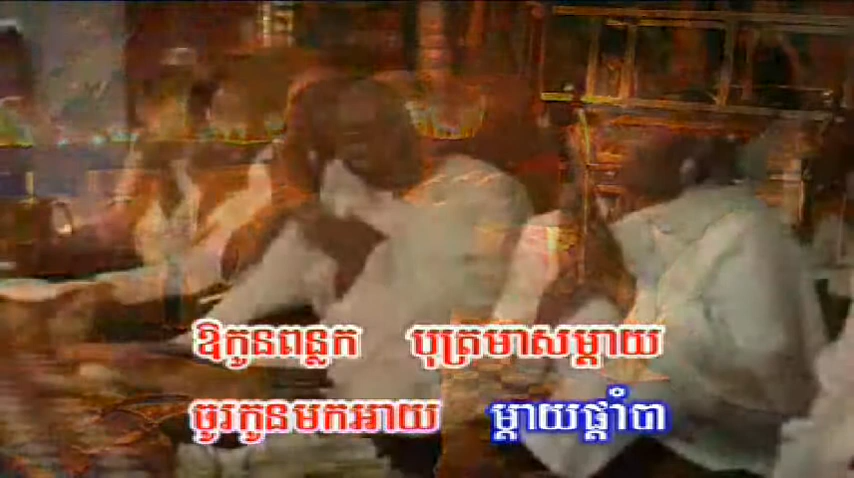 ឱកូនពន្លក បុត្រមាសម្ដាយ
ចូរកូនមកអាយ ម្ដាយផ្ដាំបា